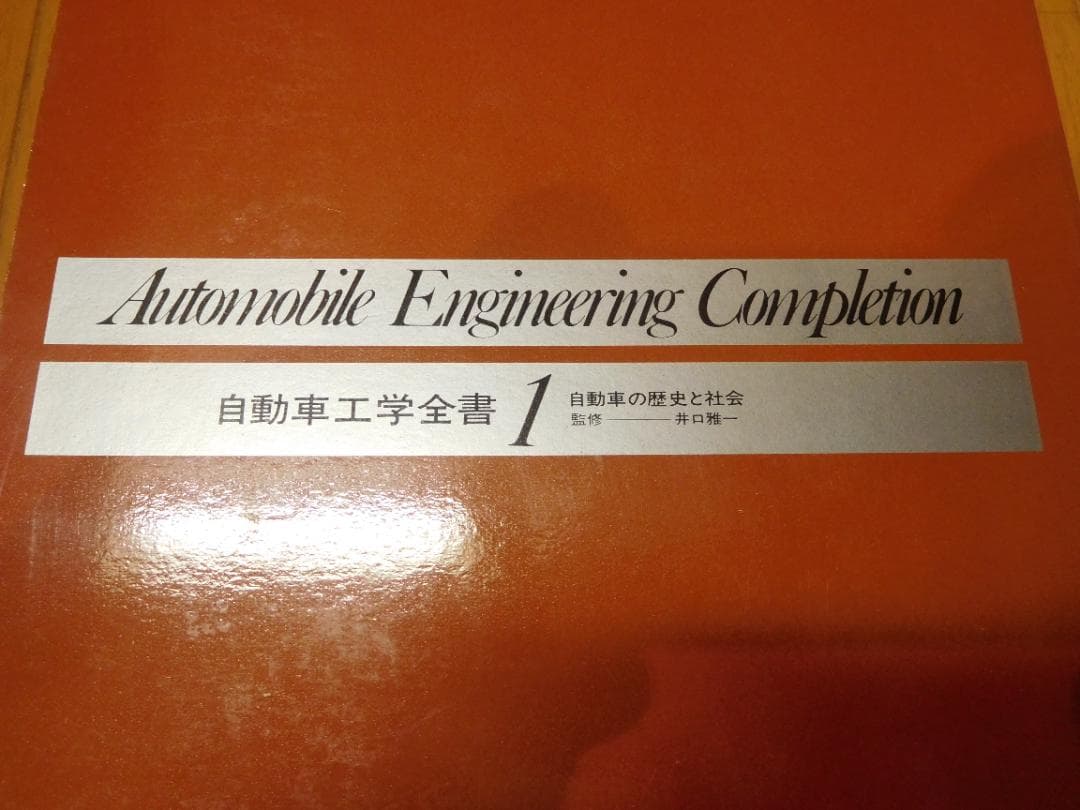 Automobile Engineering Completion
自動車工学全書 1 自動車の歴史と社会
監修 ——— 井口雅一